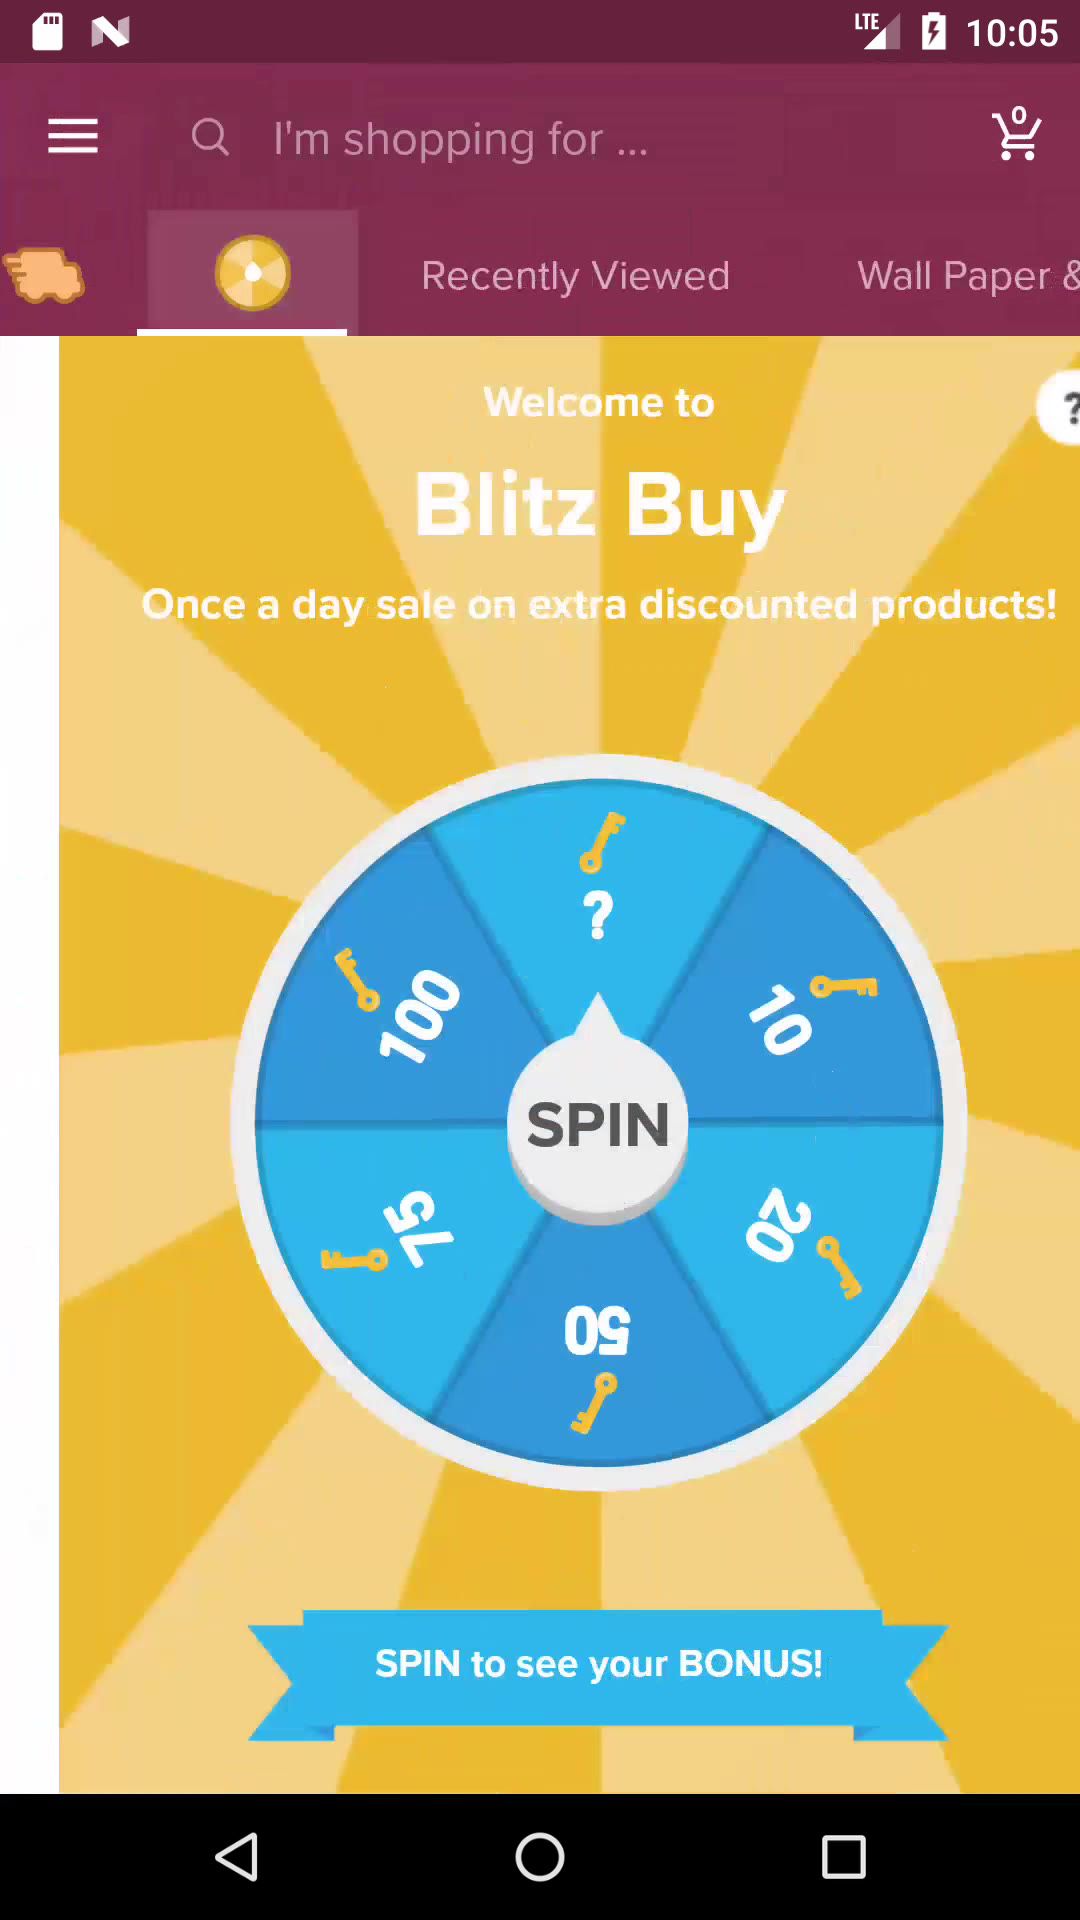 LTE 10:05
I'm shopping for ... 0
Recently Viewed Wall Paper &
Welcome to
?
Blitz Buy
Once a day sale on extra discounted products!
?
100
10
SPIN
75
20
50
SPIN to see your BONUS!